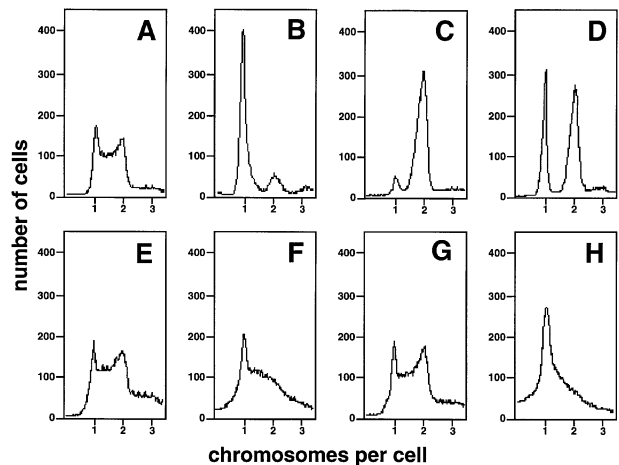 A B C D
400 400 400 400
300 300 300 300
200 200 200 200
100 100 100 100
0 0 0 0
1 2 3 1 2 3 1 2 3 1 2 3
number of cells
E F G H
400 400 400 400
300 300 300 300
200 200 200 200
100 100 100 100
0 0 0 0
1 2 3 1 2 3 1 2 3 1 2 3
chromosomes per cell